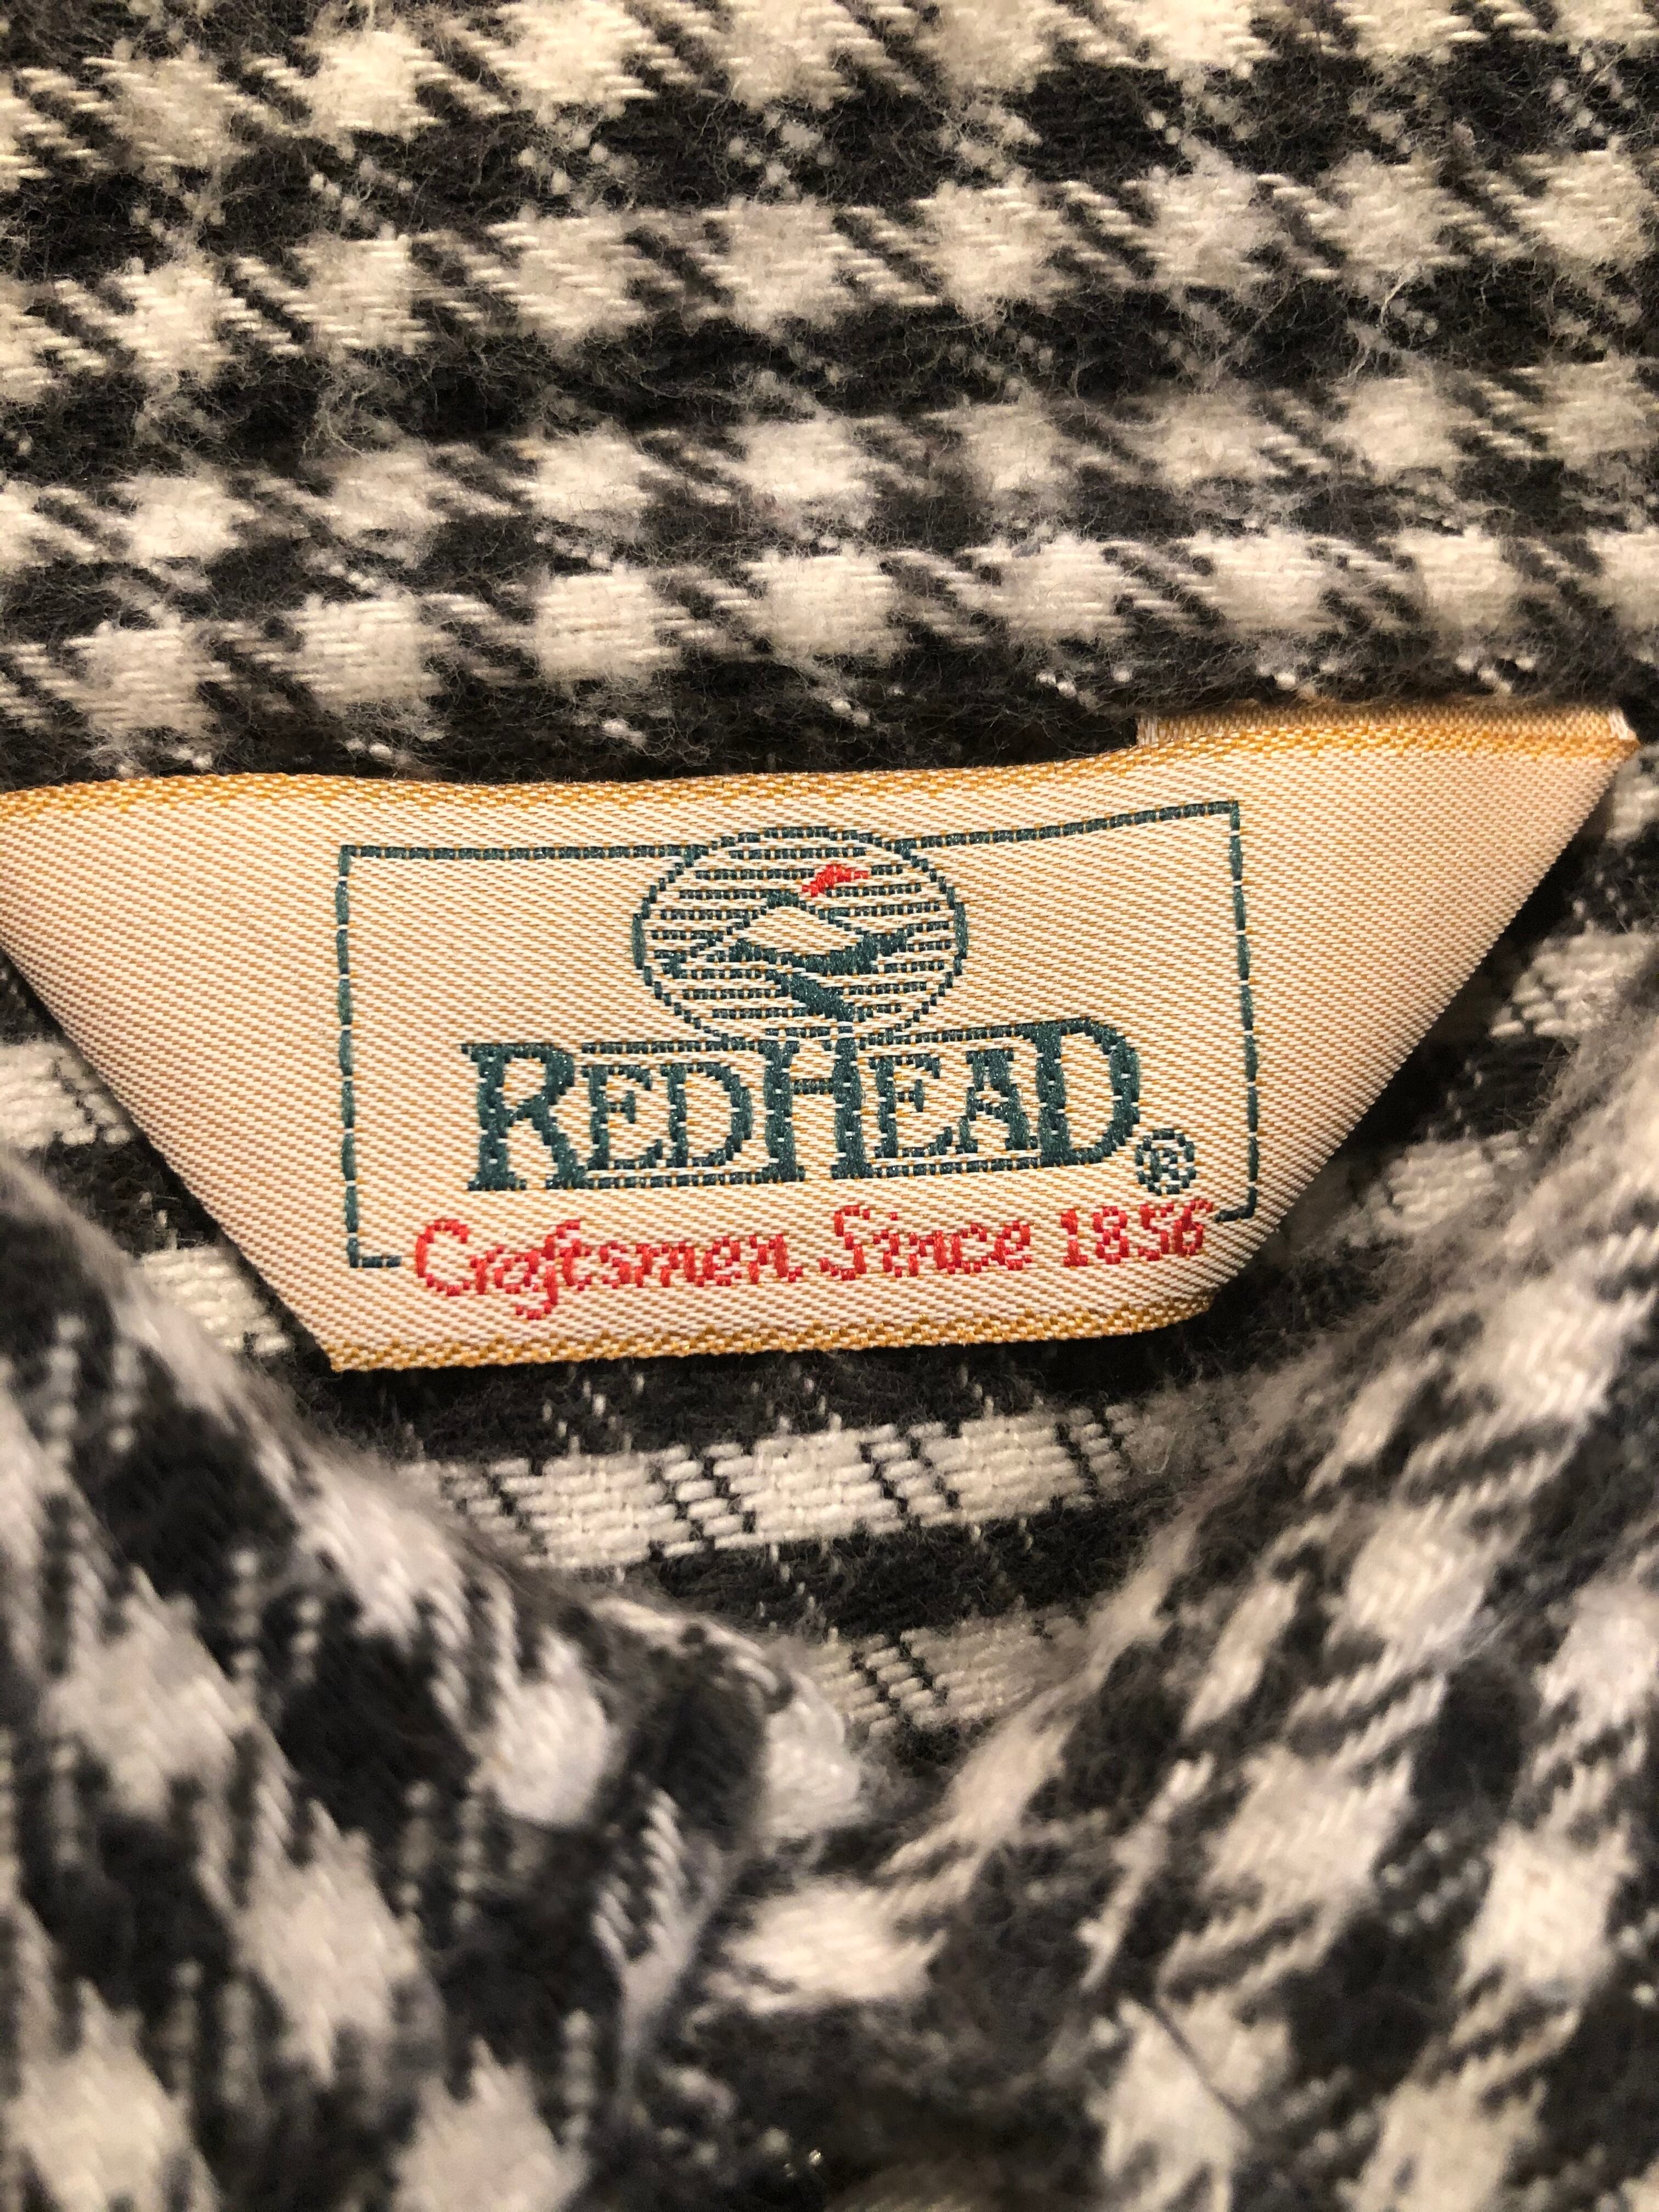 REDHEAD®
Craftsmen Since 1856